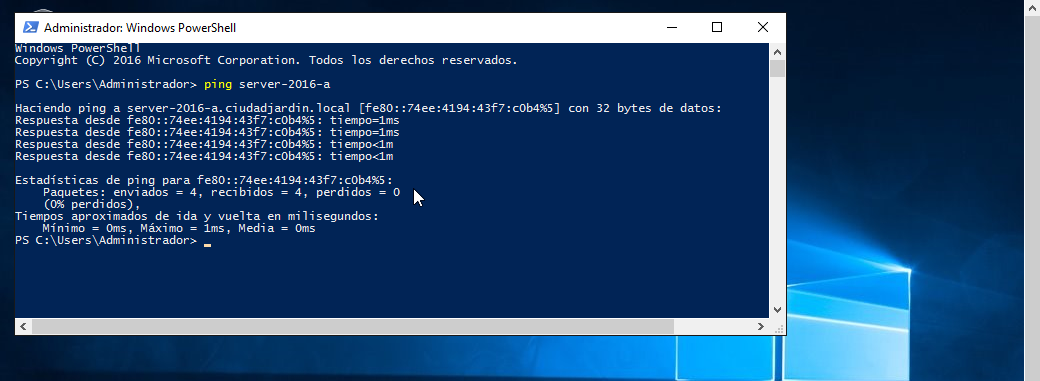 Administrador: Windows PowerShell
Windows PowerShell
Copyright (C) 2016 Microsoft Corporation. Todos los derechos reservados.
PS C:\Users\Administrador> ping server-2016-a
Haciendo ping a server-2016-a.ciudadjardin.local [fe80::74ee:4194:43f7:c0b4%5] con 32 bytes de datos:
Respuesta desde fe80::74ee:4194:43f7:c0b4%5: tiempo=1ms
Respuesta desde fe80::74ee:4194:43f7:c0b4%5: tiempo=1ms
Respuesta desde fe80::74ee:4194:43f7:c0b4%5: tiempo<1m
Respuesta desde fe80::74ee:4194:43f7:c0b4%5: tiempo<1m
Estadísticas de ping para fe80::74ee:4194:43f7:c0b4%5:
Paquetes: enviados = 4, recibidos = 4, perdidos = 0
(0% perdidos),
Tiempos aproximados de ida y vuelta en milisegundos:
Mínimo = 0ms, Máximo = 1ms, Media = 0ms
PS C:\Users\Administrador>